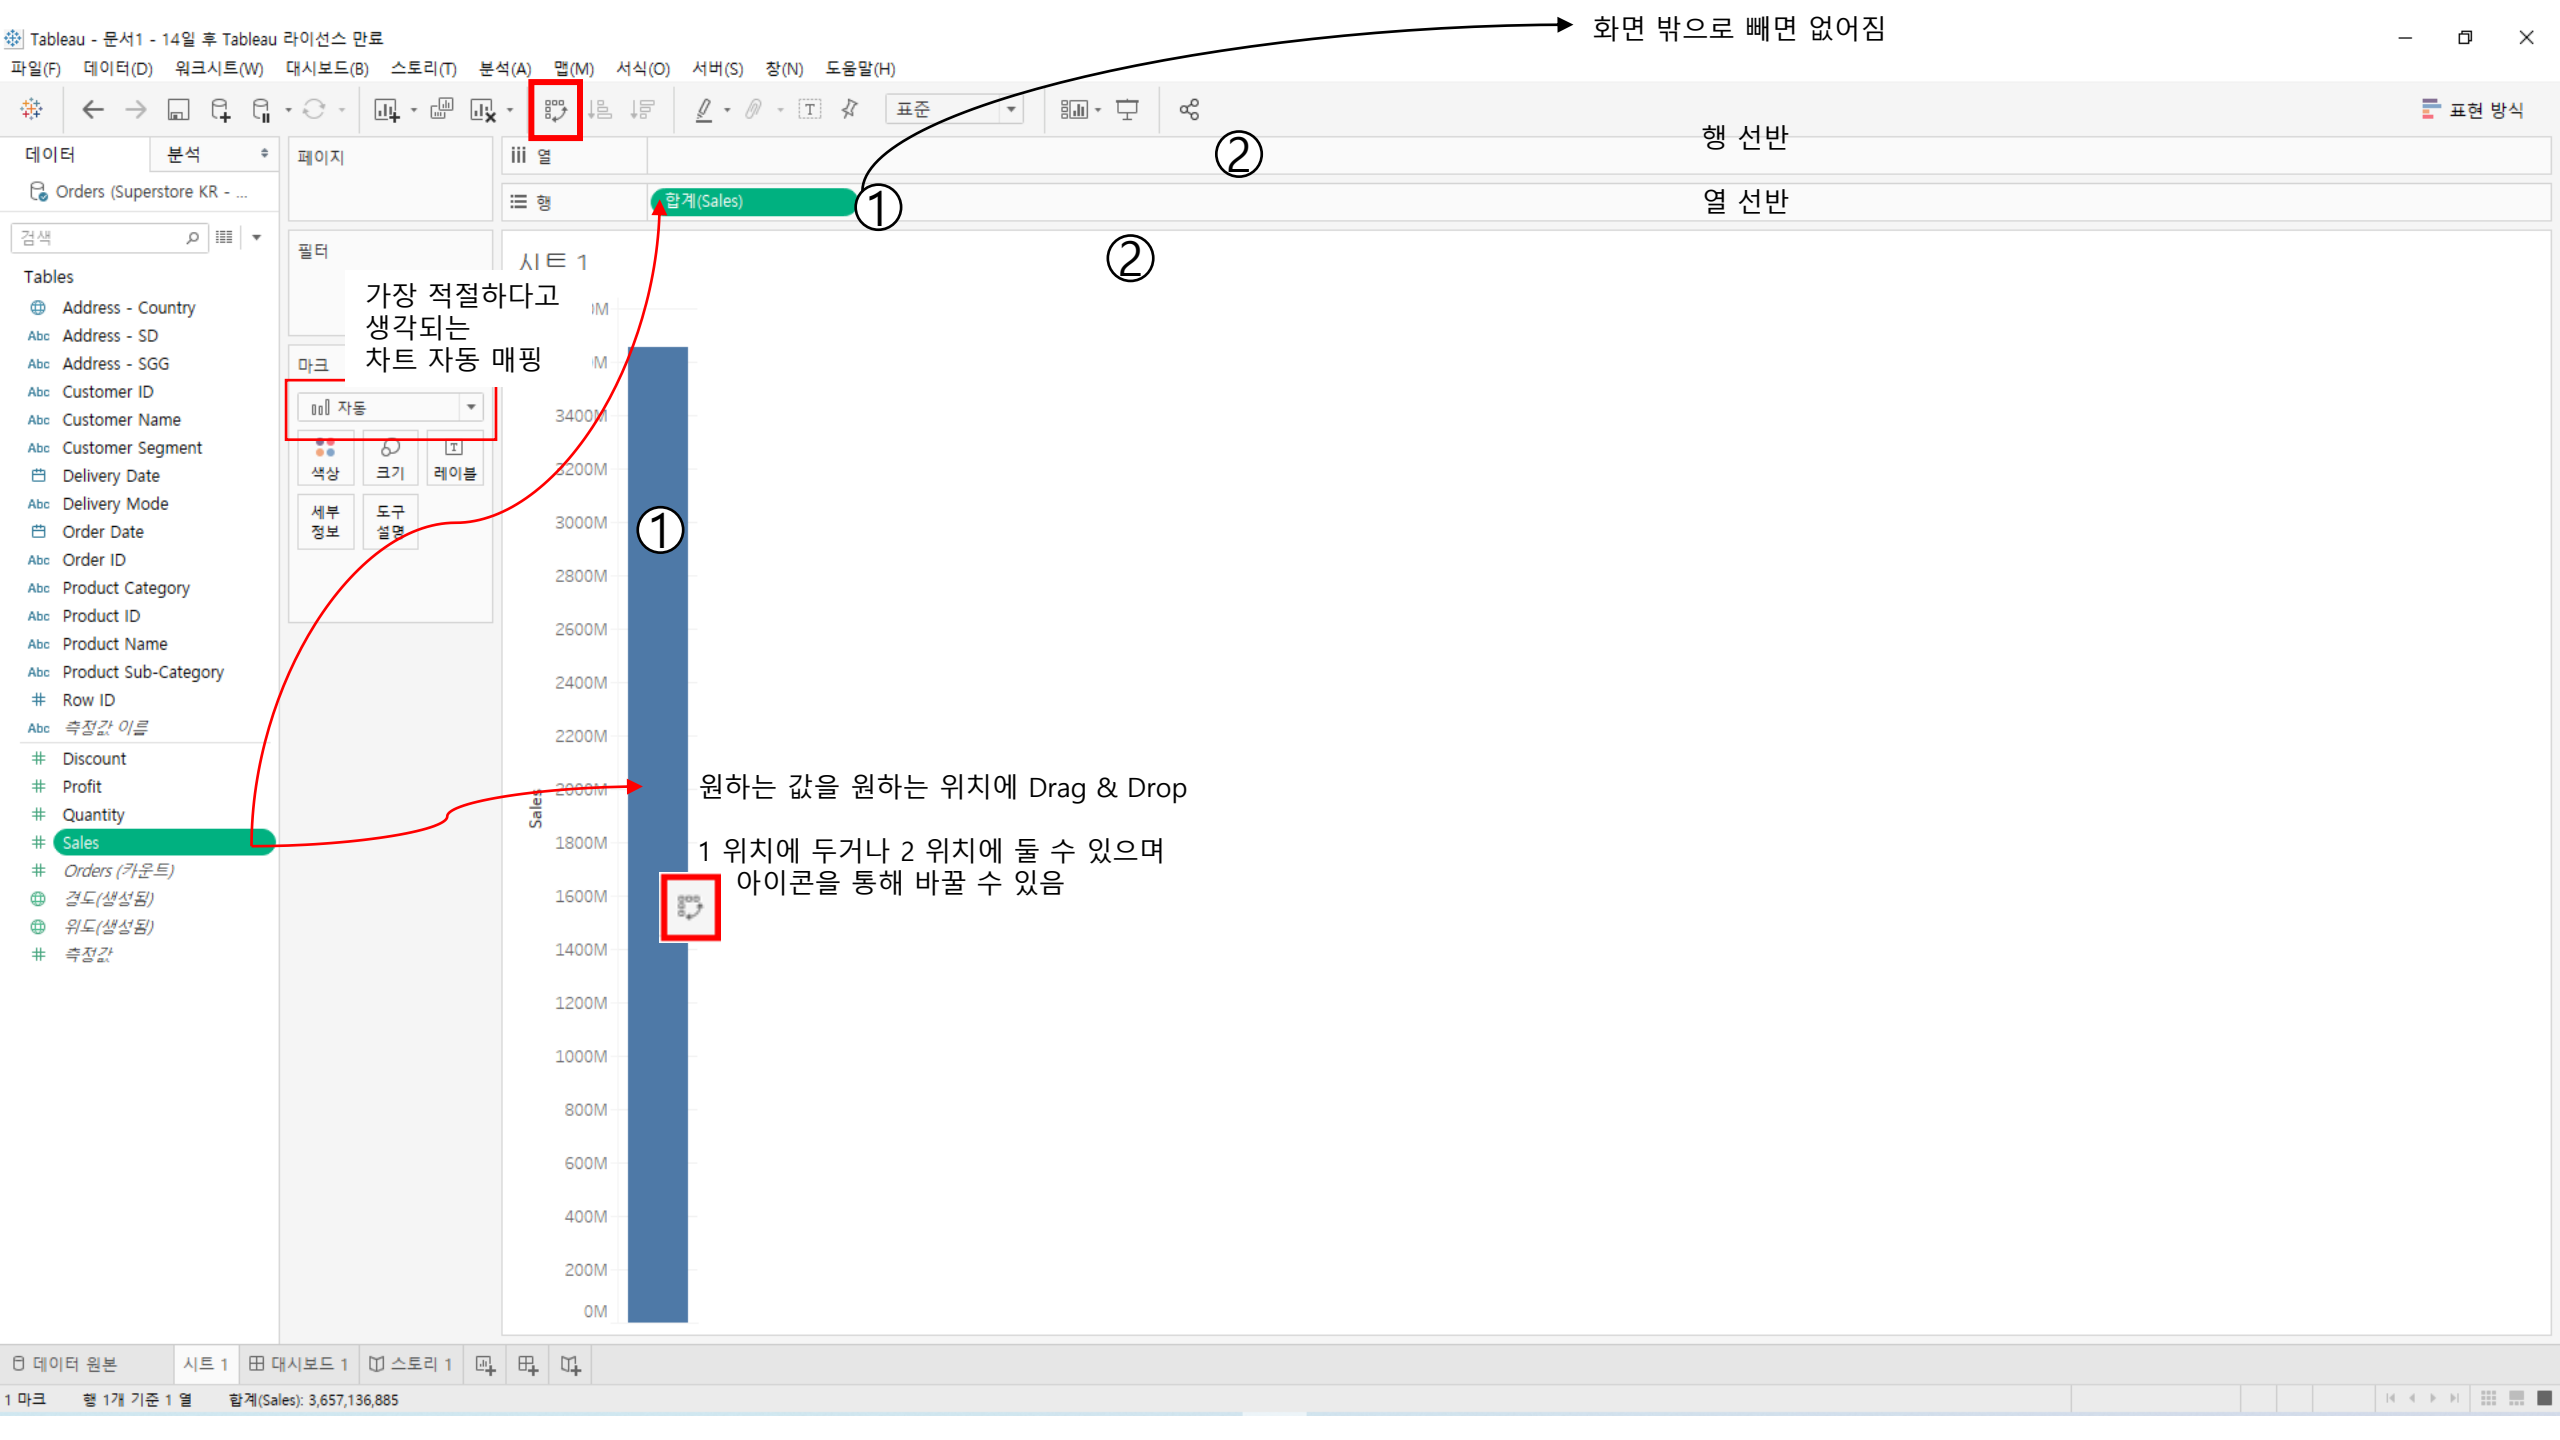 화면 밖으로 빼면 없어짐
Tableau - 문서1 - 14일 후 Tableau 라이선스 만료
파일(F) 데이터(D) 워크시트(W) 대시보드(B) 스토리(T) 분석(A) 맵(M) 서식(O) 서버(S) 창(N) 도움말(H)
표준
표현 방식
데이터 분석
페이지
열
②
행 선반
Orders (Superstore KR - ...
행
합계(Sales)
①
열 선반
검색
필터
시트 1
②
Tables
Address - Country
Abc Address - SD
Abc Address - SGG
Abc Customer ID
Abc Customer Name
Abc Customer Segment
Delivery Date
Abc Delivery Mode
Order Date
Abc Order ID
Abc Product Category
Abc Product ID
Abc Product Name
Abc Product Sub-Category
# Row ID
Abc 측정값 이름
# Discount
# Profit
# Quantity
# Sales
# Orders (카운트)
경도(생성됨)
위도(생성됨)
# 측정값
가장 적절하다고
생각되는
차트 자동 매핑
마크
자동
색상 크기 레이블
세부 정보
도구 설명
M
M
3400M
3200M
3000M
2800M
2600M
2400M
2200M
2000M
1800M
1600M
1400M
1200M
1000M
800M
600M
400M
200M
0M
Sales
①
원하는 값을 원하는 위치에 Drag & Drop
1 위치에 두거나 2 위치에 둘 수 있으며
아이콘을 통해 바꿀 수 있음
데이터 원본 시트 1 대시보드 1 스토리 1
1 마크 행 1개 기준 1 열 합계(Sales): 3,657,136,885